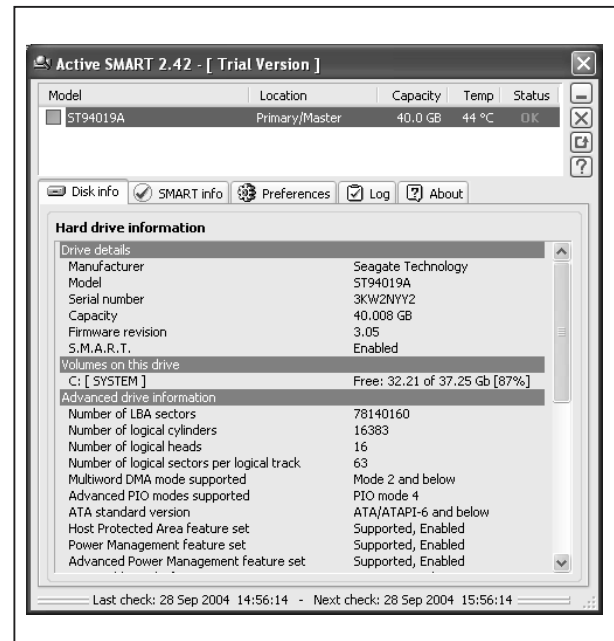 Active SMART 2.42 - [ Trial Version ]
Model Location Capacity Temp Status
ST94019A Primary/Master 40.0 GB 44 °C OK
Disk info SMART info Preferences Log About
Hard drive information
Drive details
Manufacturer Seagate Technology
Model ST94019A
Serial number 3KW2NYY2
Capacity 40.008 GB
Firmware revision 3.05
S.M.A.R.T. Enabled
Volumes on this drive
C: [ SYSTEM ] Free: 32.21 of 37.25 Gb [87%]
Advanced drive information
Number of LBA sectors 78140160
Number of logical cylinders 16383
Number of logical heads 16
Number of logical sectors per logical track 63
Multiword DMA mode supported Mode 2 and below
Advanced PIO modes supported PIO mode 4
ATA standard version ATA/ATAPI-6 and below
Host Protected Area feature set Supported, Enabled
Power Management feature set Supported, Enabled
Advanced Power Management feature set Supported, Enabled
Last check: 28 Sep 2004 14:56:14 - Next check: 28 Sep 2004 15:56:14